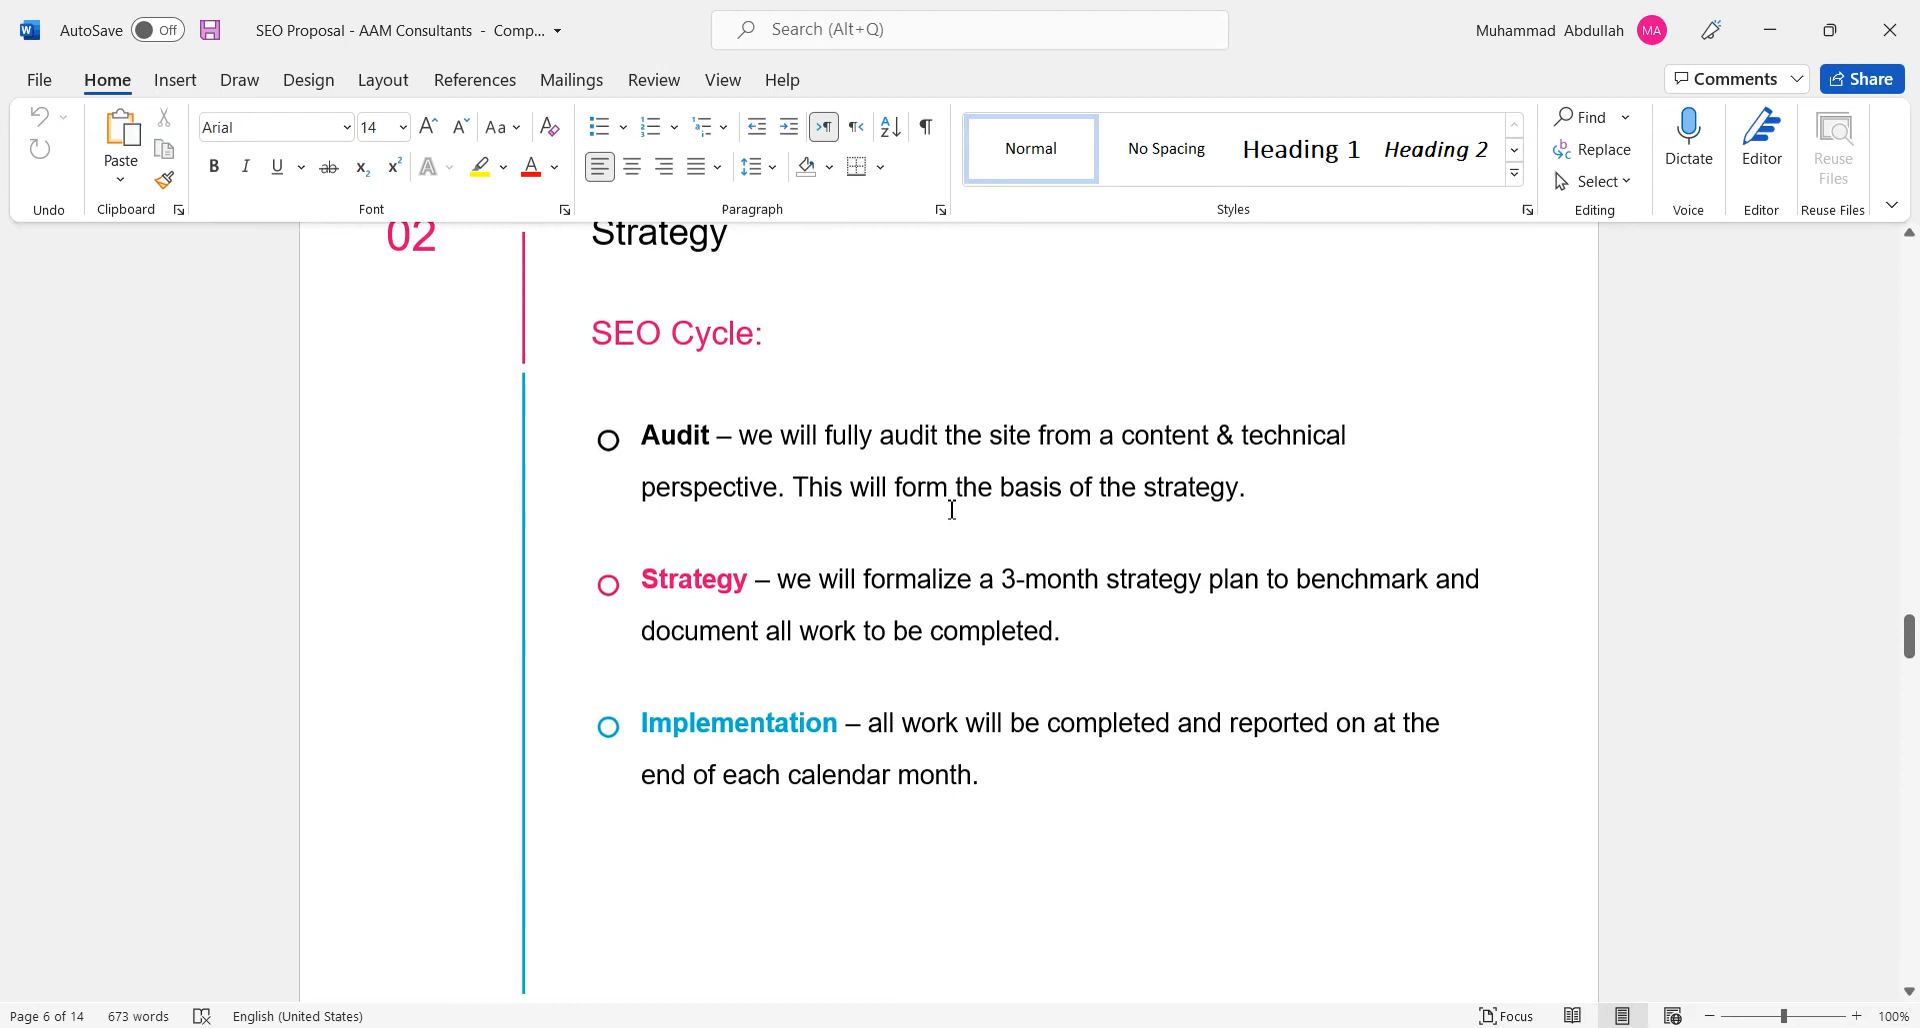 AutoSave Off SEO Proposal - AAM Consultants - Comp... Search (Alt+Q) Muhammad Abdullah MA
File Home Insert Draw Design Layout References Mailings Review View Help Comments Share
Paste
Undo Clipboard
Arial 14 Aa
B I U ab x₂ x² A A
Font
Paragraph
Normal No Spacing Heading 1 Heading 2
Styles
Find
Replace
Select
Editing
Dictate
Voice
Editor
Editor
Reuse
Files
Reuse Files
02 Strategy
SEO Cycle:
Audit – we will fully audit the site from a content & technical
perspective. This will form the basis of the strategy.
Strategy – we will formalize a 3-month strategy plan to benchmark and
document all work to be completed.
Implementation – all work will be completed and reported on at the
end of each calendar month.
Page 6 of 14 673 words English (United States) Focus 100%